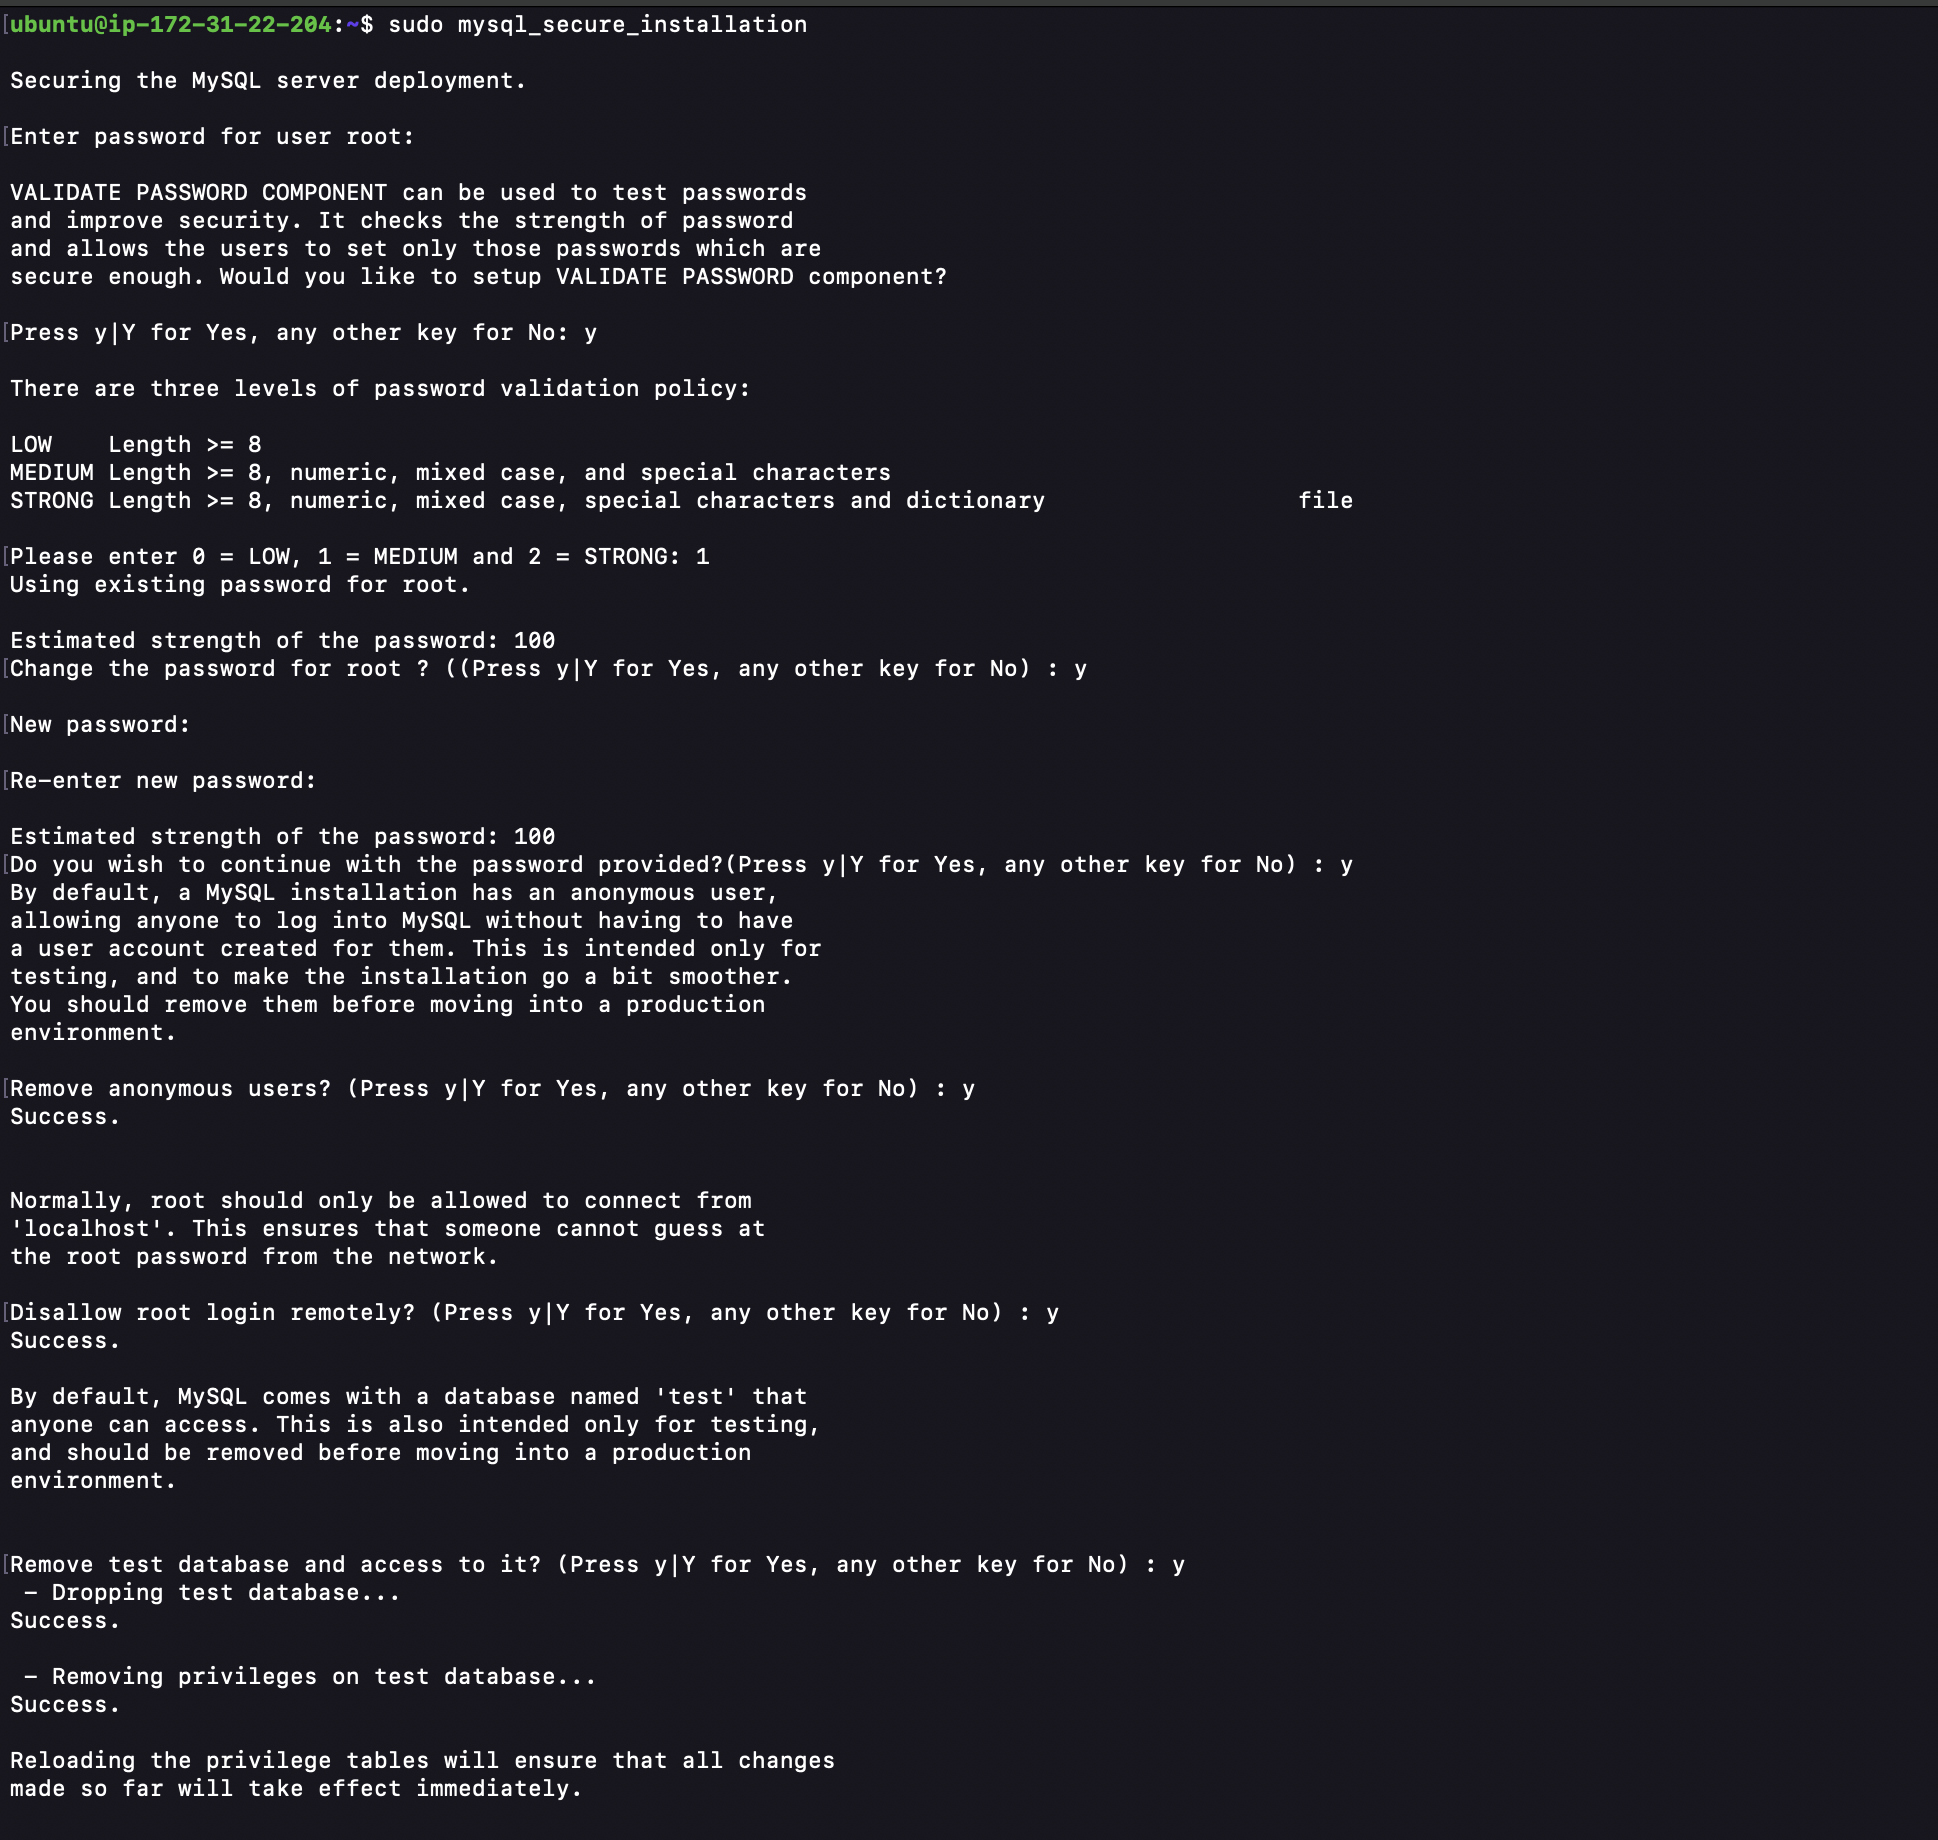 [ubuntu@ip-172-31-22-204:~$ sudo mysql_secure_installation
Securing the MySQL server deployment.
[Enter password for user root:
VALIDATE PASSWORD COMPONENT can be used to test passwords
and improve security. It checks the strength of password
and allows the users to set only those passwords which are
secure enough. Would you like to setup VALIDATE PASSWORD component?
[Press y|Y for Yes, any other key for No: y
There are three levels of password validation policy:
LOW    Length >= 8
MEDIUM Length >= 8, numeric, mixed case, and special characters
STRONG Length >= 8, numeric, mixed case, special characters and dictionary                  file
[Please enter 0 = LOW, 1 = MEDIUM and 2 = STRONG: 1
Using existing password for root.
Estimated strength of the password: 100
[Change the password for root ? ((Press y|Y for Yes, any other key for No) : y
[New password:
[Re-enter new password:
Estimated strength of the password: 100
[Do you wish to continue with the password provided?(Press y|Y for Yes, any other key for No) : y
By default, a MySQL installation has an anonymous user,
allowing anyone to log into MySQL without having to have
a user account created for them. This is intended only for
testing, and to make the installation go a bit smoother.
You should remove them before moving into a production
environment.
[Remove anonymous users? (Press y|Y for Yes, any other key for No) : y
Success.
Normally, root should only be allowed to connect from
'localhost'. This ensures that someone cannot guess at
the root password from the network.
[Disallow root login remotely? (Press y|Y for Yes, any other key for No) : y
Success.
By default, MySQL comes with a database named 'test' that
anyone can access. This is also intended only for testing,
and should be removed before moving into a production
environment.
[Remove test database and access to it? (Press y|Y for Yes, any other key for No) : y
 - Dropping test database...
Success.
 - Removing privileges on test database...
Success.
Reloading the privilege tables will ensure that all changes
made so far will take effect immediately.